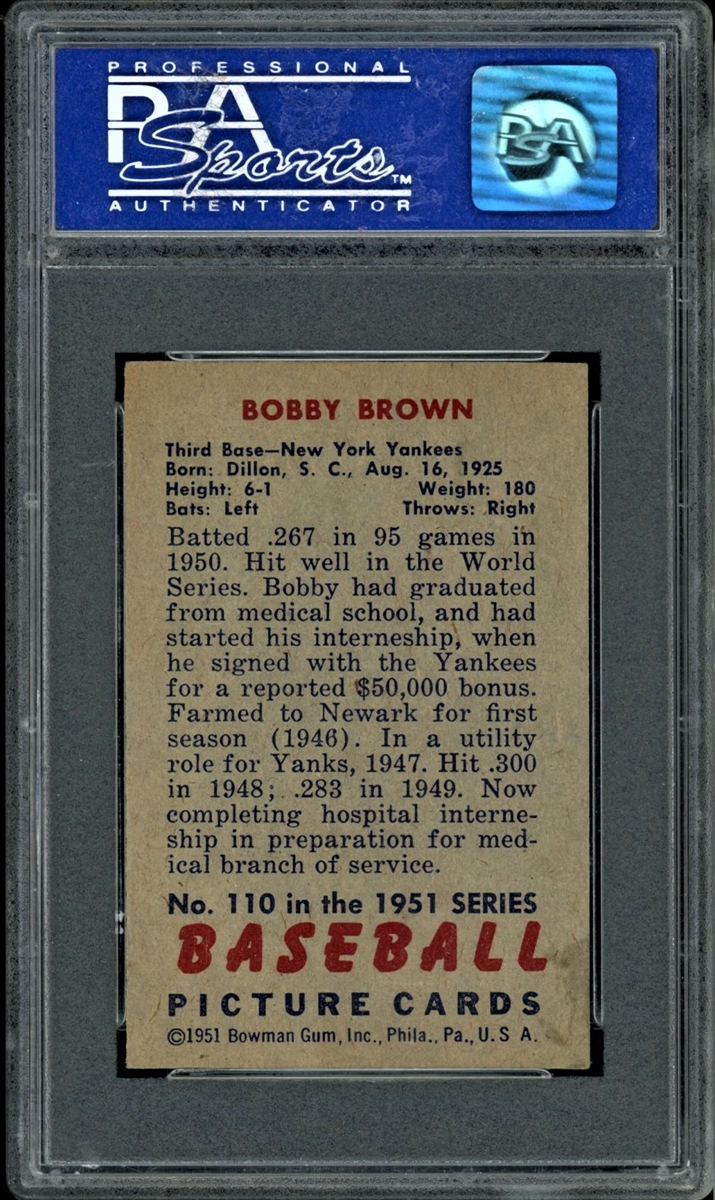 PROFESSIONAL
PSA
Sports™
AUTHENTICATOR
PSA
BOBBY BROWN
Third Base—New York Yankees
Born: Dillon, S. C., Aug. 16, 1925
Height: 6-1 Weight: 180
Bats: Left Throws: Right
Batted .267 in 95 games in
1950. Hit well in the World
Series. Bobby had graduated
from medical school, and had
started his interneship, when
he signed with the Yankees
for a reported $50,000 bonus.
Farmed to Newark for first
season (1946). In a utility
role for Yanks, 1947. Hit .300
in 1948; .283 in 1949. Now
completing hospital interne-
ship in preparation for med-
ical branch of service.
No. 110 in the 1951 SERIES
BASEBALL
PICTURE CARDS
©1951 Bowman Gum, Inc., Phila., Pa., U. S A.